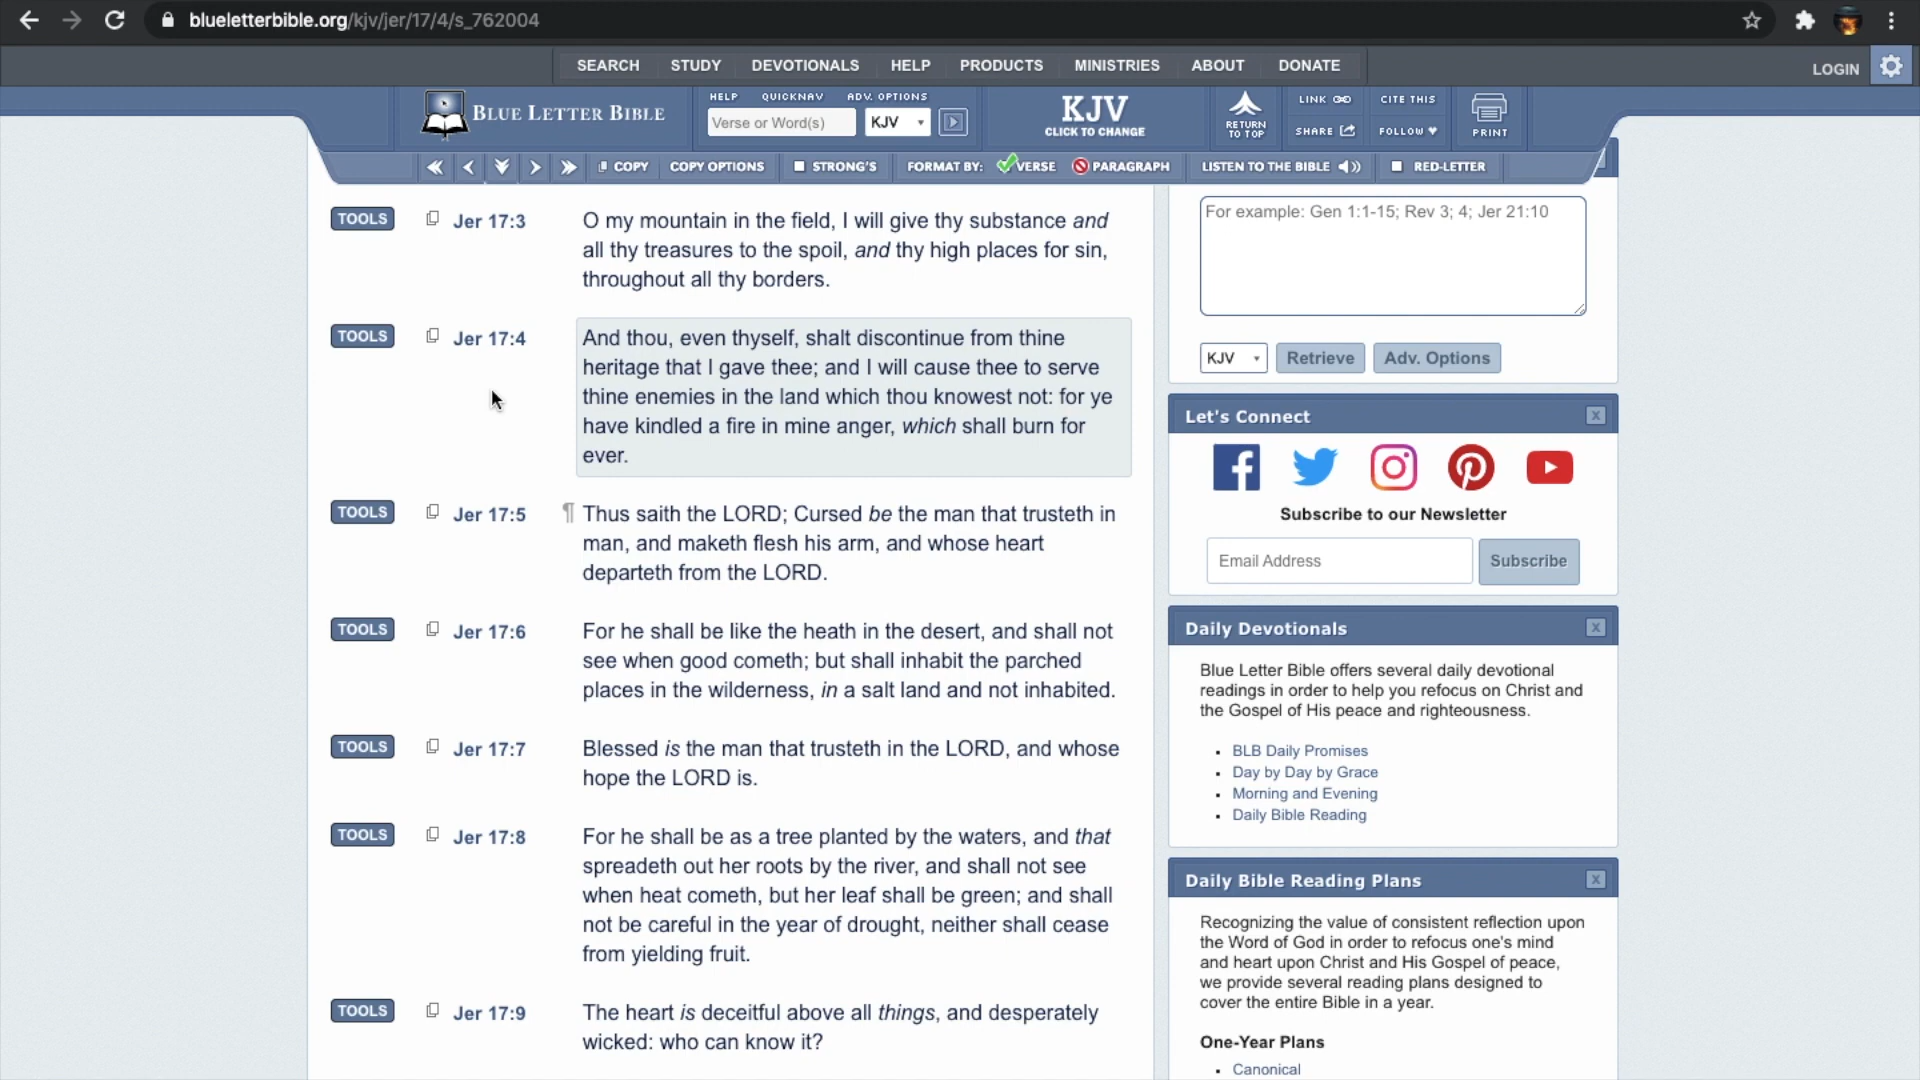 blueletterbible.org/kjv/jer/17/4/s_762004
SEARCH STUDY DEVOTIONALS HELP PRODUCTS MINISTRIES ABOUT DONATE
LOGIN
BLUE LETTER BIBLE
HELP QUICKNAV ADV. OPTIONS
Verse or Word(s) KJV
KJV
CLICK TO CHANGE
RETURN
TO TOP
LINK CITE THIS
SHARE FOLLOW
PRINT
COPY COPY OPTIONS STRONG'S FORMAT BY: VERSE PARAGRAPH LISTEN TO THE BIBLE RED-LETTER
TOOLS Jer 17:3 O my mountain in the field, I will give thy substance and
all thy treasures to the spoil, and thy high places for sin,
throughout all thy borders.
TOOLS Jer 17:4 And thou, even thyself, shalt discontinue from thine
heritage that I gave thee; and I will cause thee to serve
thine enemies in the land which thou knowest not: for ye
have kindled a fire in mine anger, which shall burn for
ever.
TOOLS Jer 17:5 ¶ Thus saith the LORD; Cursed be the man that trusteth in
man, and maketh flesh his arm, and whose heart
departeth from the LORD.
TOOLS Jer 17:6 For he shall be like the heath in the desert, and shall not
see when good cometh; but shall inhabit the parched
places in the wilderness, in a salt land and not inhabited.
TOOLS Jer 17:7 Blessed is the man that trusteth in the LORD, and whose
hope the LORD is.
TOOLS Jer 17:8 For he shall be as a tree planted by the waters, and that
spreadeth out her roots by the river, and shall not see
when heat cometh, but her leaf shall be green; and shall
not be careful in the year of drought, neither shall cease
from yielding fruit.
TOOLS Jer 17:9 The heart is deceitful above all things, and desperately
wicked: who can know it?
For example: Gen 1:1-15; Rev 3; 4; Jer 21:10
KJV Retrieve Adv. Options
Let's Connect X
Subscribe to our Newsletter
Email Address Subscribe
Daily Devotionals X
Blue Letter Bible offers several daily devotional
readings in order to help you refocus on Christ and
the Gospel of His peace and righteousness.
• BLB Daily Promises
• Day by Day by Grace
• Morning and Evening
• Daily Bible Reading
Daily Bible Reading Plans X
Recognizing the value of consistent reflection upon
the Word of God in order to refocus one's mind
and heart upon Christ and His Gospel of peace,
we provide several reading plans designed to
cover the entire Bible in a year.
One-Year Plans
• Canonical